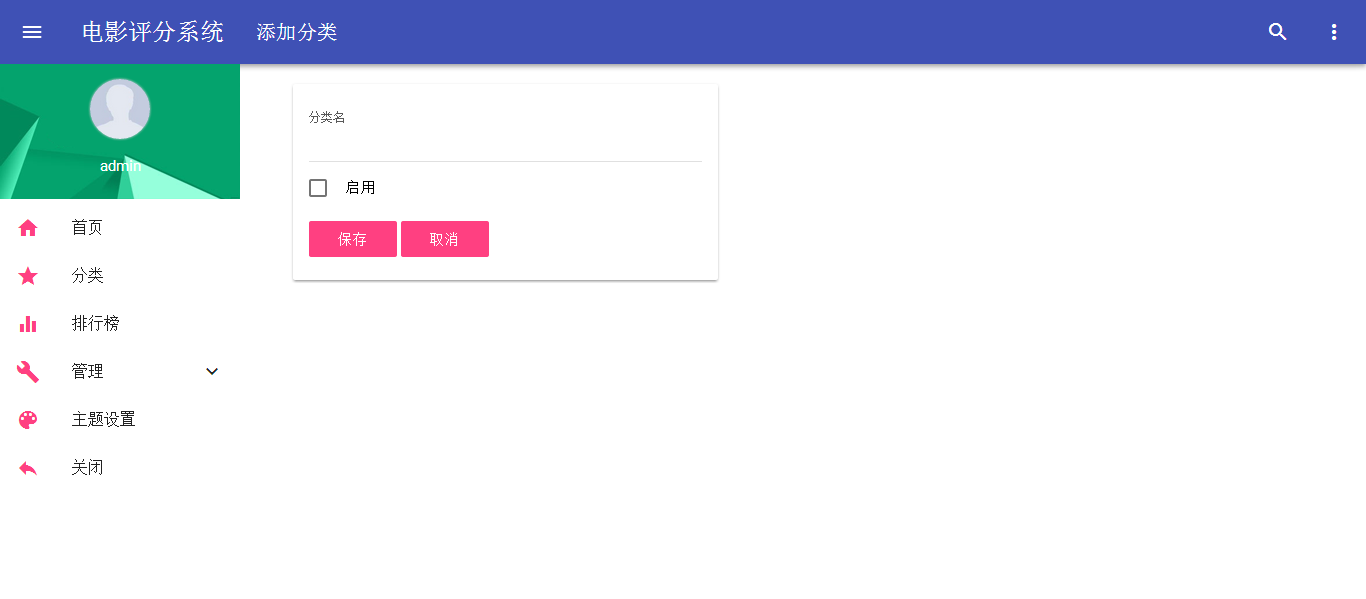 电影评分系统 添加分类
admin
首页
分类
排行榜
管理
主题设置
关闭
分类名
启用
保存 取消